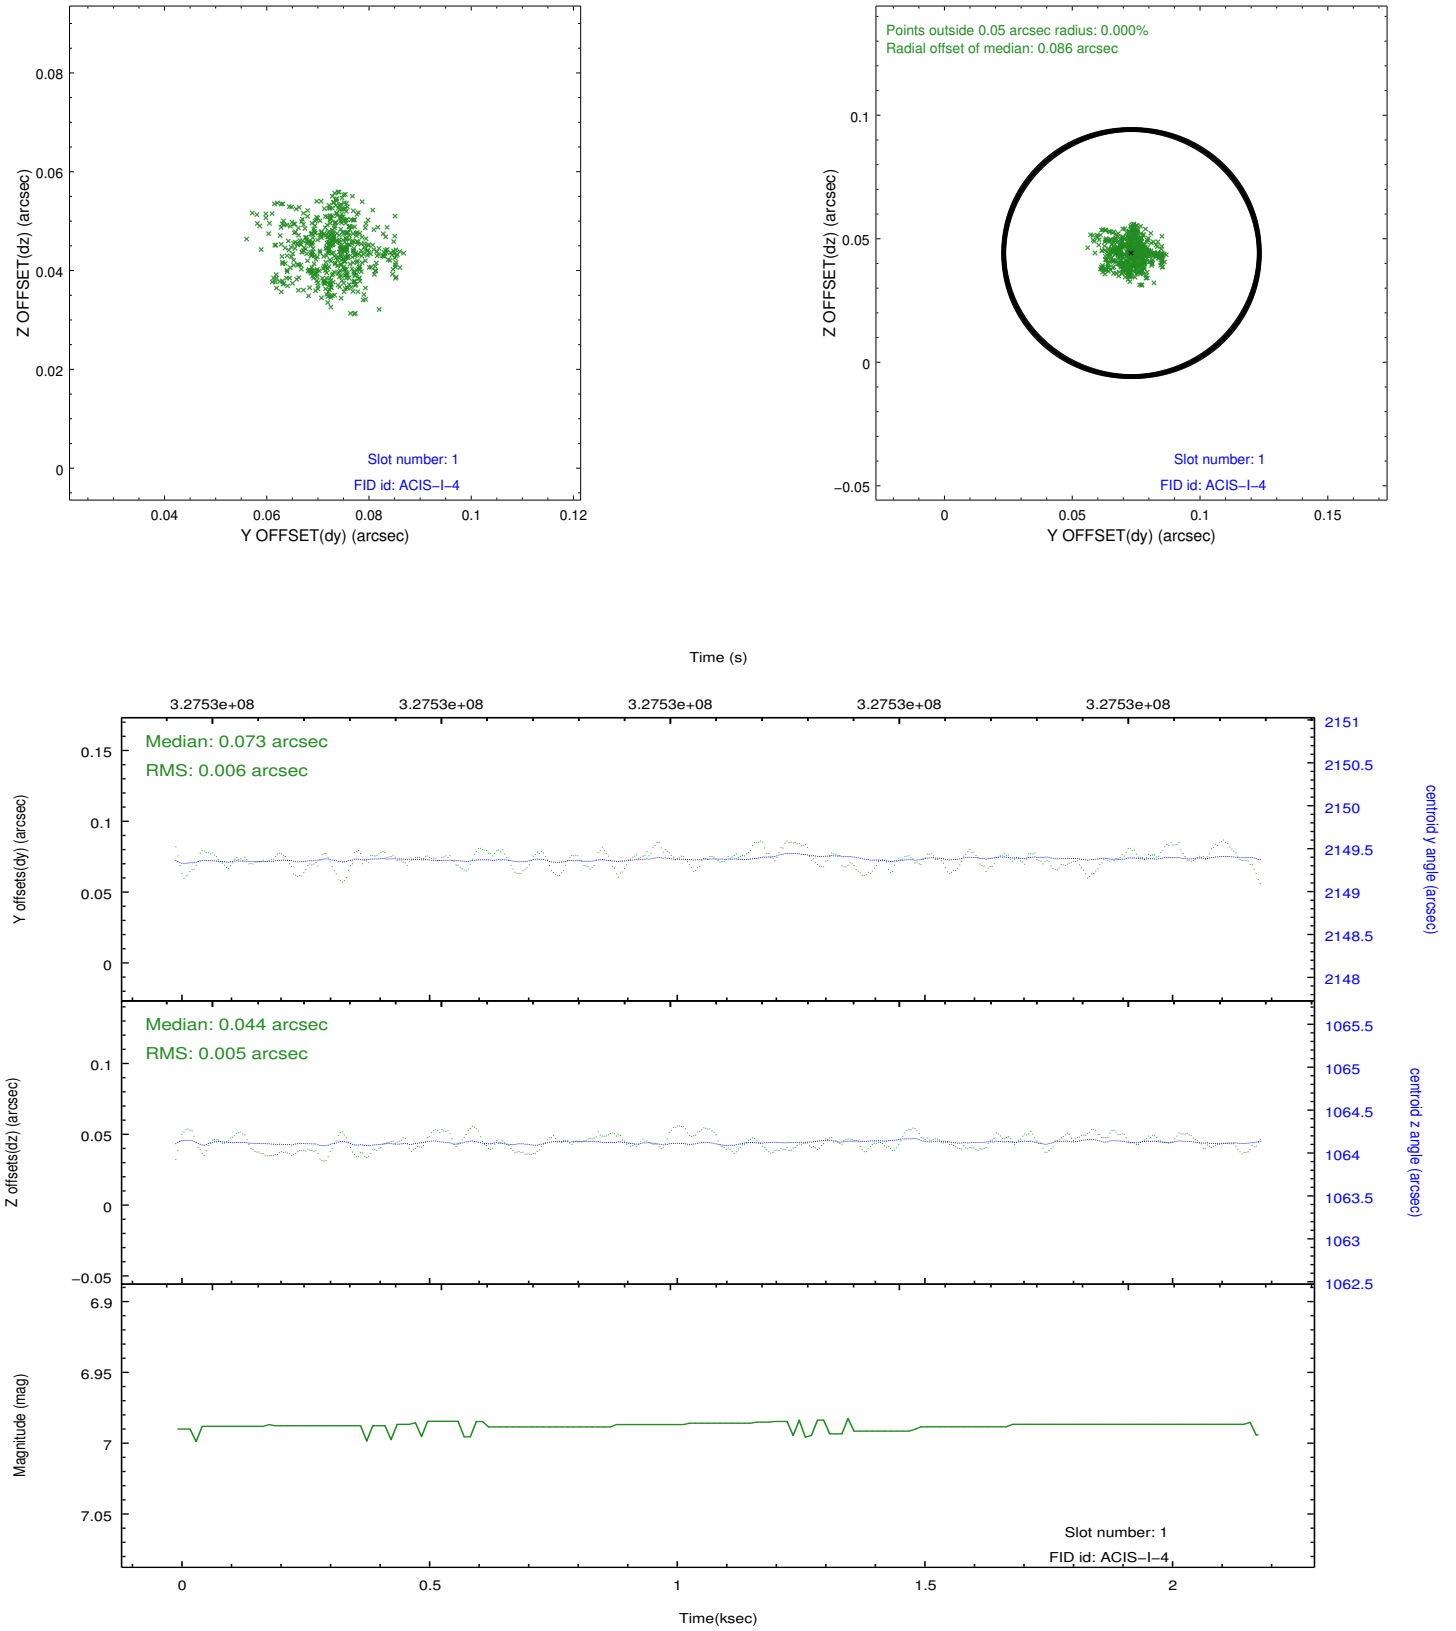 0.08
0.06
0.04
0.02
0
Z OFFSET(dz) (arcsec)
Slot number: 1
FID id: ACIS−I−4
0.04 0.06 0.08 0.1 0.12
Y OFFSET(dy) (arcsec)
Points outside 0.05 arcsec radius: 0.000%
Radial offset of median: 0.086 arcsec
0.1
0.05
0
−0.05
Z OFFSET(dz) (arcsec)
Slot number: 1
FID id: ACIS−I−4
0 0.05 0.1 0.15
Y OFFSET(dy) (arcsec)
Time (s)
3.2753e+08 3.2753e+08 3.2753e+08 3.2753e+08 3.2753e+08
Median: 0.073 arcsec
RMS: 0.006 arcsec
0.15
0.1
0.05
0
Y offsets(dy) (arcsec)
2151
2150.5
2150
2149.5
2149
2148.5
2148
centroid y angle (arcsec)
Median: 0.044 arcsec
RMS: 0.005 arcsec
0.1
0.05
0
−0.05
Z offsets(dz) (arcsec)
1065.5
1065
1064.5
1064
1063.5
1063
1062.5
centroid z angle (arcsec)
6.9
6.95
7
7.05
Magnitude (mag)
Slot number: 1
FID id: ACIS−I−4
0 0.5 1 1.5 2
Time(ksec)